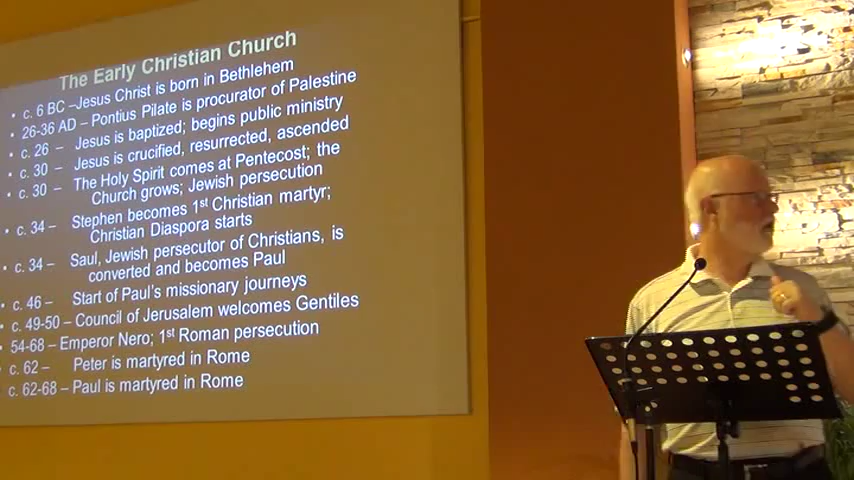 The Early Christian Church
• c. 6 BC –Jesus Christ is born in Bethlehem
• 26-36 AD – Pontius Pilate is procurator of Palestine
• c. 26 – Jesus is baptized; begins public ministry
• c. 30 – Jesus is crucified, resurrected, ascended
• c. 30 – The Holy Spirit comes at Pentecost; the
Church grows; Jewish persecution
• c. 34 – Stephen becomes 1st Christian martyr;
Christian Diaspora starts
• c. 34 – Saul, Jewish persecutor of Christians, is
converted and becomes Paul
• c. 46 – Start of Paul's missionary journeys
• c. 49-50 – Council of Jerusalem welcomes Gentiles
• 54-68 – Emperor Nero; 1st Roman persecution
• c. 62 – Peter is martyred in Rome
• c. 62-68 – Paul is martyred in Rome